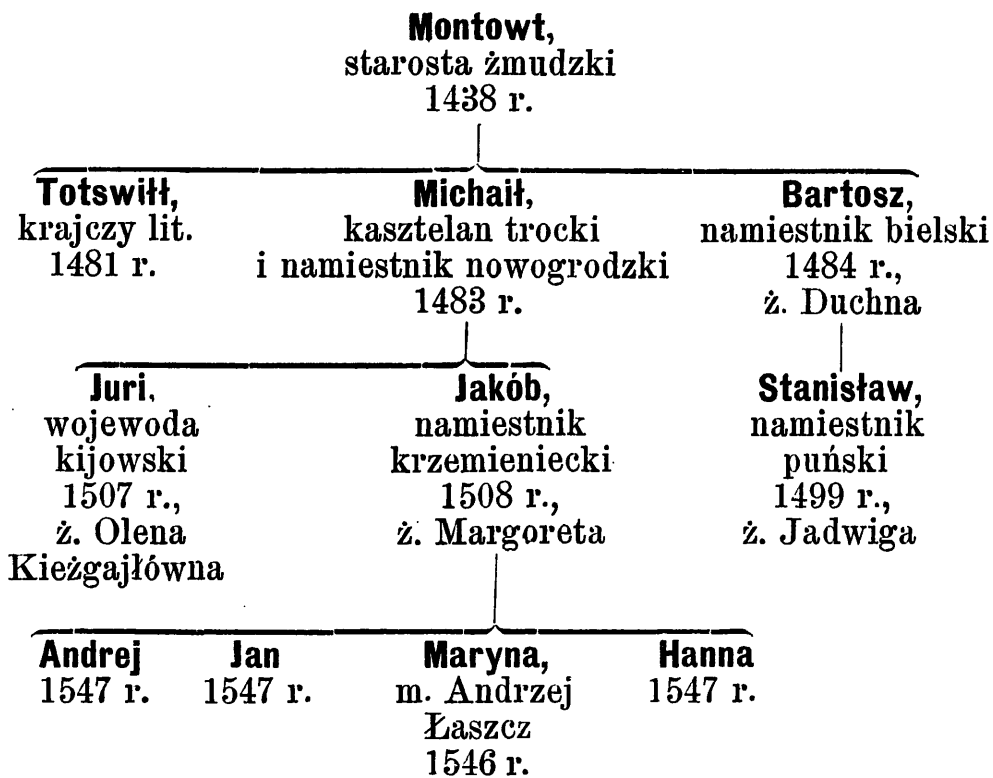 Montowt,
starosta żmudzki
1438 r.
Totswiłł,
krajczy lit.
1481 r.
Michaił,
kasztelan trocki
i namiestnik nowogrodzki
1483 r.
Bartosz,
namiestnik bielski
1484 r.,
ż. Duchna
Juri,
wojewoda
kijowski
1507 r.,
ż. Olena
Kieżgajłówna
Jakób,
namiestnik
krzemieniecki
1508 r.,
ż. Margoreta
Stanisław,
namiestnik
puński
1499 r.,
ż. Jadwiga
Andrej
1547 r.
Jan
1547 r.
Maryna,
m. Andrzej
Łaszcz
1546 r.
Hanna
1547 r.